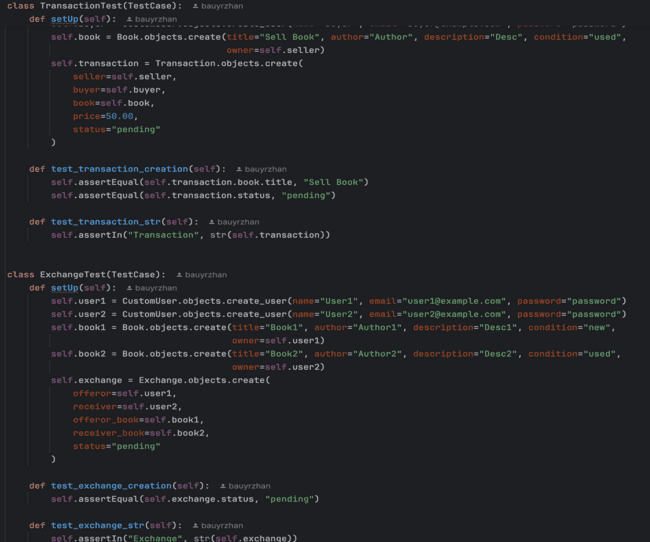 class TransactionTest(TestCase): bauyrzhan
    def setUp(self): bauyrzhan
        self.book = Book.objects.create(title="Sell Book", author="Author", description="Desc", condition="used",
                                        owner=self.seller)
        self.transaction = Transaction.objects.create(
            seller=self.seller,
            buyer=self.buyer,
            book=self.book,
            price=50.00,
            status="pending"
        )
    def test_transaction_creation(self): bauyrzhan
        self.assertEqual(self.transaction.book.title, "Sell Book")
        self.assertEqual(self.transaction.status, "pending")
    def test_transaction_str(self): bauyrzhan
        self.assertIn("Transaction", str(self.transaction))
class ExchangeTest(TestCase): bauyrzhan
    def setUp(self): bauyrzhan
        self.user1 = CustomUser.objects.create_user(name="User1", email="user1@example.com", password="password")
        self.user2 = CustomUser.objects.create_user(name="User2", email="user2@example.com", password="password")
        self.book1 = Book.objects.create(title="Book1", author="Author1", description="Desc1", condition="new",
                                         owner=self.user1)
        self.book2 = Book.objects.create(title="Book2", author="Author2", description="Desc2", condition="used",
                                         owner=self.user2)
        self.exchange = Exchange.objects.create(
            offeror=self.user1,
            receiver=self.user2,
            offeror_book=self.book1,
            receiver_book=self.book2,
            status="pending"
        )
    def test_exchange_creation(self): bauyrzhan
        self.assertEqual(self.exchange.status, "pending")
    def test_exchange_str(self): bauyrzhan
        self.assertIn("Exchange", str(self.exchange))